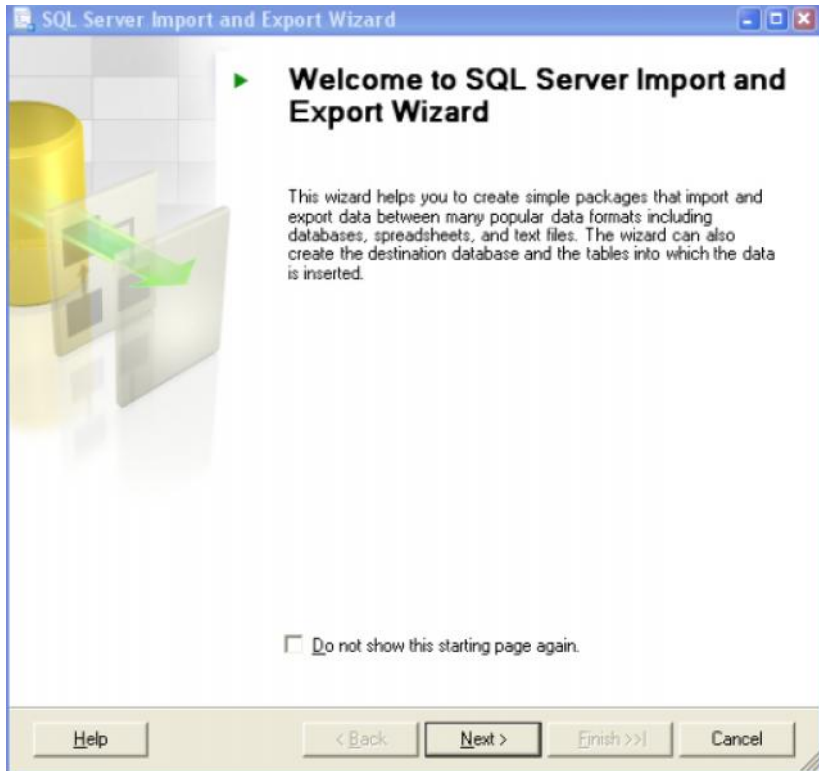 SQL Server Import and Export Wizard
Welcome to SQL Server Import and
Export Wizard
This wizard helps you to create simple packages that import and
export data between many popular data formats including
databases, spreadsheets, and text files. The wizard can also
create the destination database and the tables into which the data
is inserted.
Do not show this starting page again.
Help
< Back
Next >
Finish >>|
Cancel